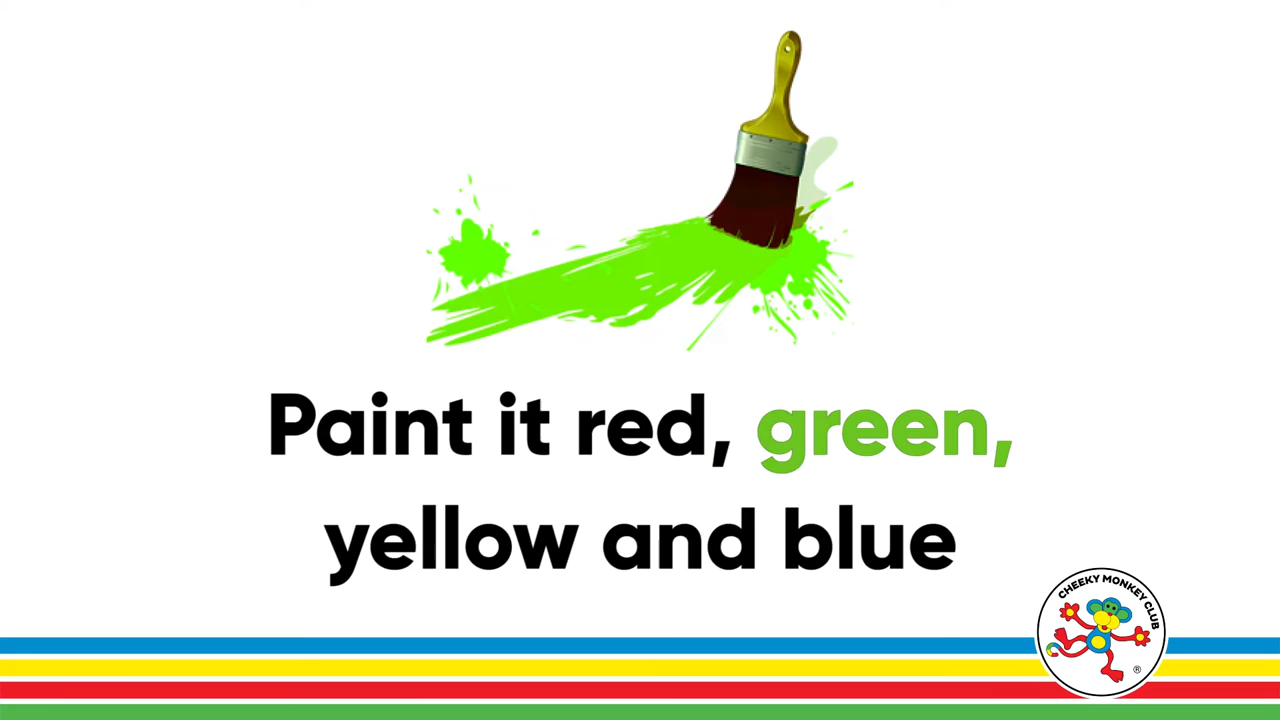 Paint it red, green,
yellow and blue
CHEEKY MONKEY CLUB
®